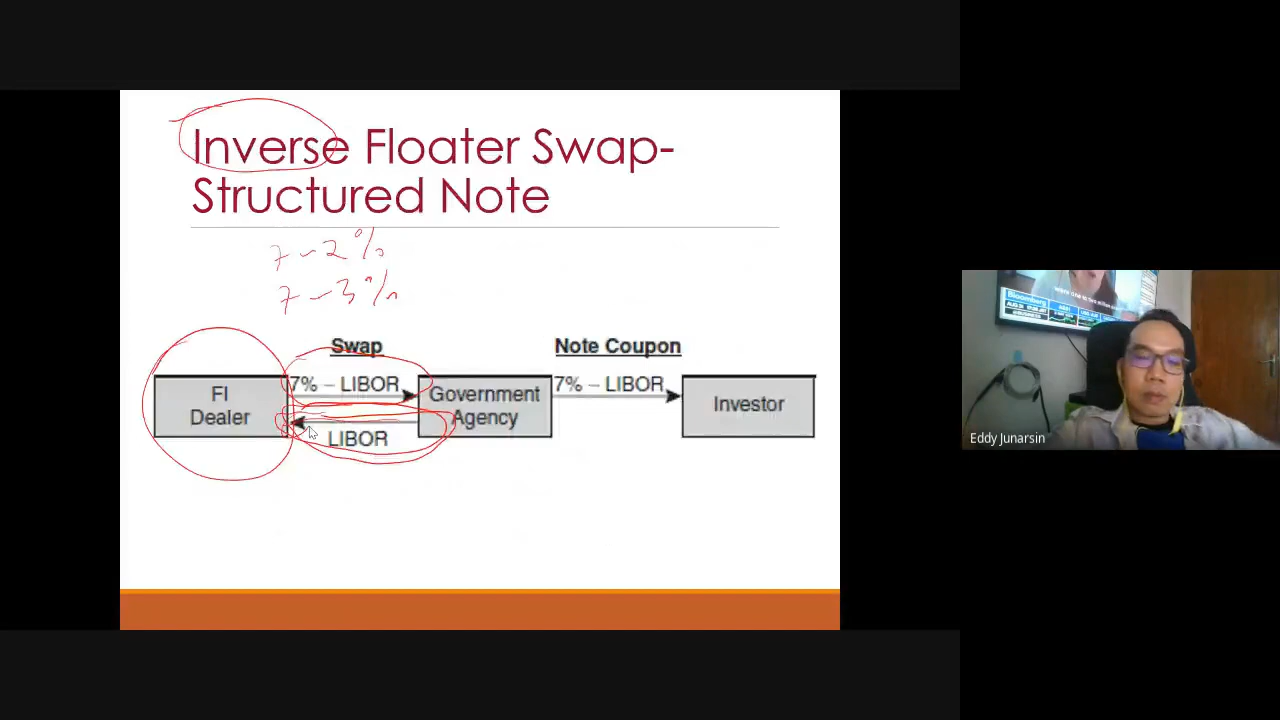 Inverse Floater Swap-
Structured Note
7 – 2%
7 – 3%
Swap
Note Coupon
7% – LIBOR
7% – LIBOR
FI
Dealer
Government
Agency
Investor
LIBOR
Bloomberg
Eddy Junarsin